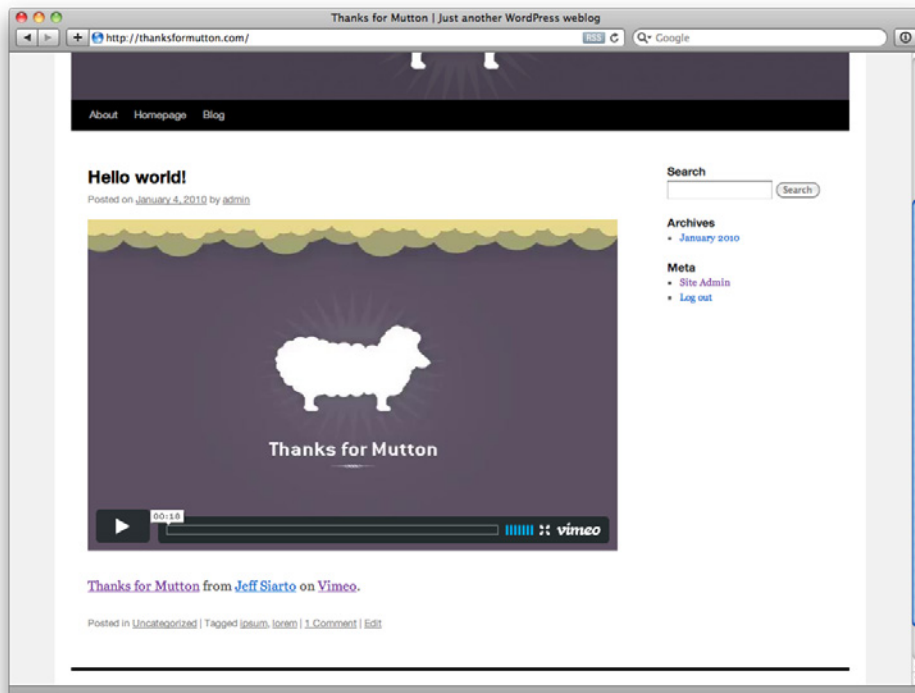 Thanks for Mutton | Just another WordPress weblog
http://thanksformutton.com/ RSS Google
About Homepage Blog
Hello world!
Posted on January 4, 2010 by admin
Thanks for Mutton
00:16
vimeo
Thanks for Mutton from Jeff Siarto on Vimeo.
Posted in Uncategorized | Tagged ipsum, lorem | 1 Comment | Edit
Search
Search
Archives
January 2010
Meta
Site Admin
Log out